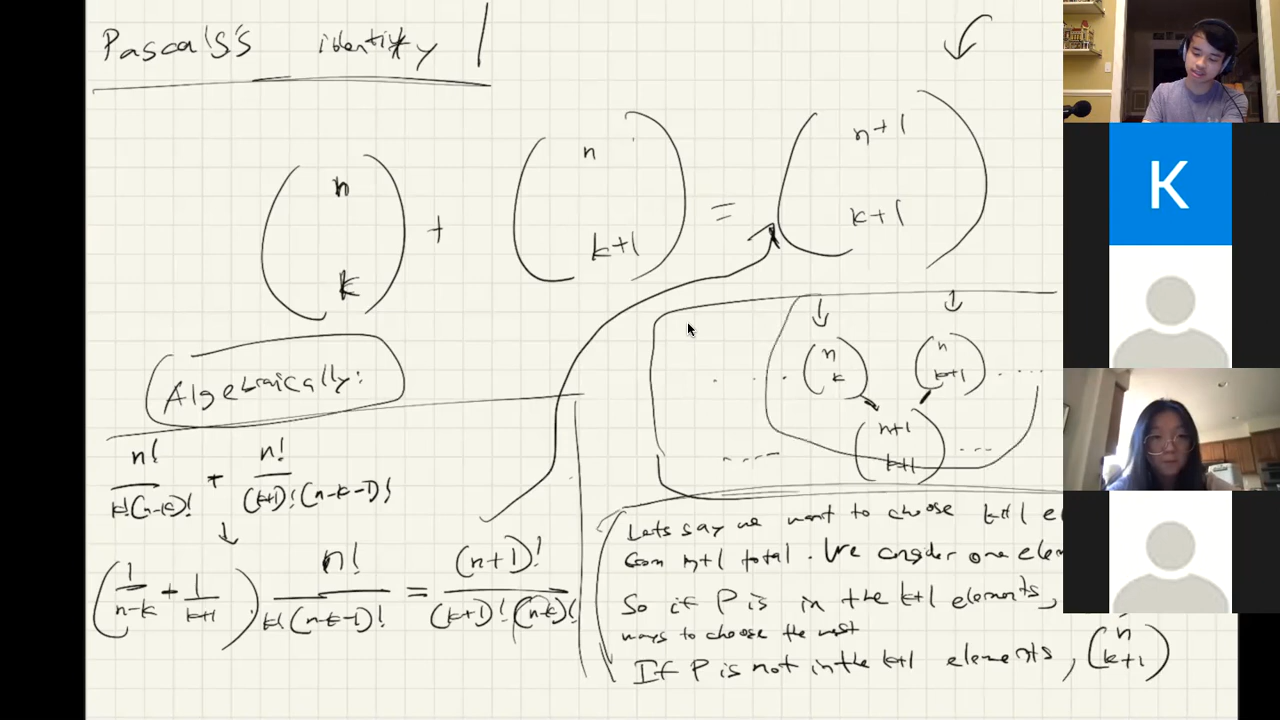 Pascal's identity
(n k) + (n k+1) = (n+1 k+1)
Algebraically:
n!/k!(n-k)! + n!/(k+1)!(n-k-1)!
(1/n-k + 1/k+1) n!/k!(n-k-1)! = (n+1)!/(k+1)!(n-k)!
(n k) (n k+1)
(n+1 k+1)
Lets say we want to choose k+1
from n+1 total. We consider one
So if P is in the k+1 elements,
ways to choose the rest
If P is not in the k+1 elements, (n k+1)
K